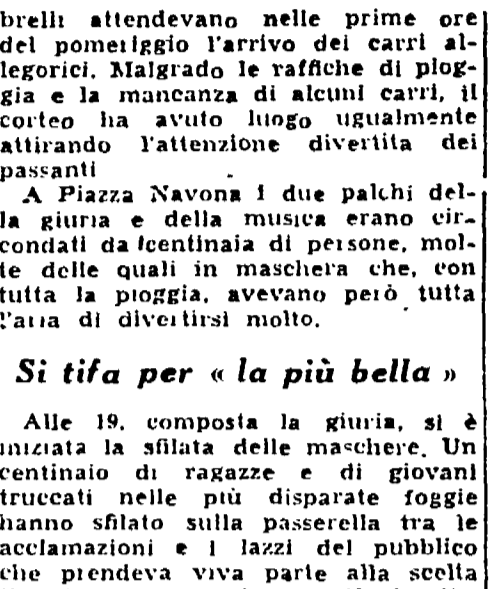 brelli attendevano nelle prime ore
del pomeriggio l'arrivo dei carri al-
legorici. Malgrado le raffiche di piog-
gia e la mancanza di alcuni carri, il
corteo ha avuto luogo ugualmente
attirando l'attenzione divertita dei
passanti
A Piazza Navona i due palchi del-
la giuria e della musica erano cir-
condati da centinaia di persone, mol-
te delle quali in maschera che, con
tutta la pioggia, avevano però tutta
l'aria di divertirsi molto.
Si tifa per « la più bella »
Alle 19. composta la giuria, si è
iniziata la sfilata delle maschere. Un
centinaio di ragazze e di giovani
truccati nelle più disparate foggie
hanno sfilato sulla passerella tra le
acclamazioni e i lazzi del pubblico
che prendeva viva parte alla scelta